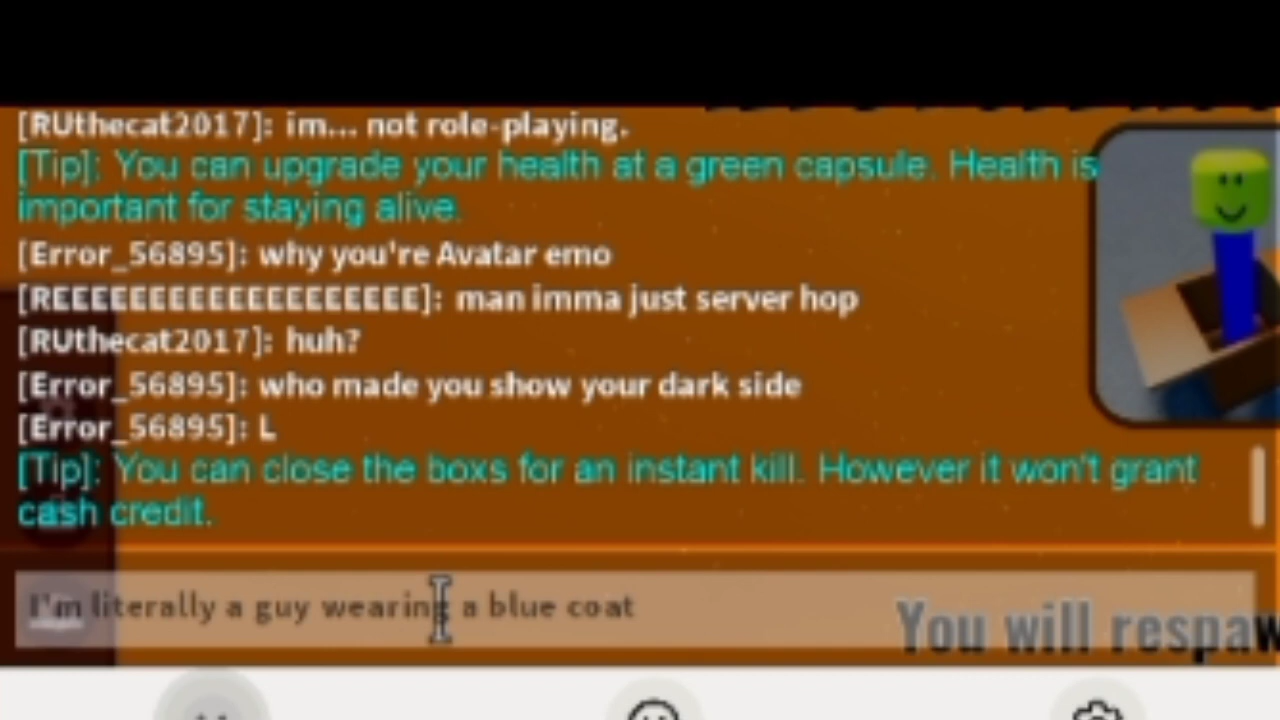 [RUthecat2017]: im... not role-playing.
[Tip]: You can upgrade your health at a green capsule. Health is
important for staying alive.
[Error_56895]: why you're Avatar emo
[REEEEEEEEEEEEEEEEEEE]: man imma just server hop
[RUthecat2017]: huh?
[Error_56895]: who made you show your dark side
[Error_56895]: L
[Tip]: You can close the boxs for an instant kill. However it won't grant
cash credit.
I'm literally a guy wearing a blue coat
You will respaw